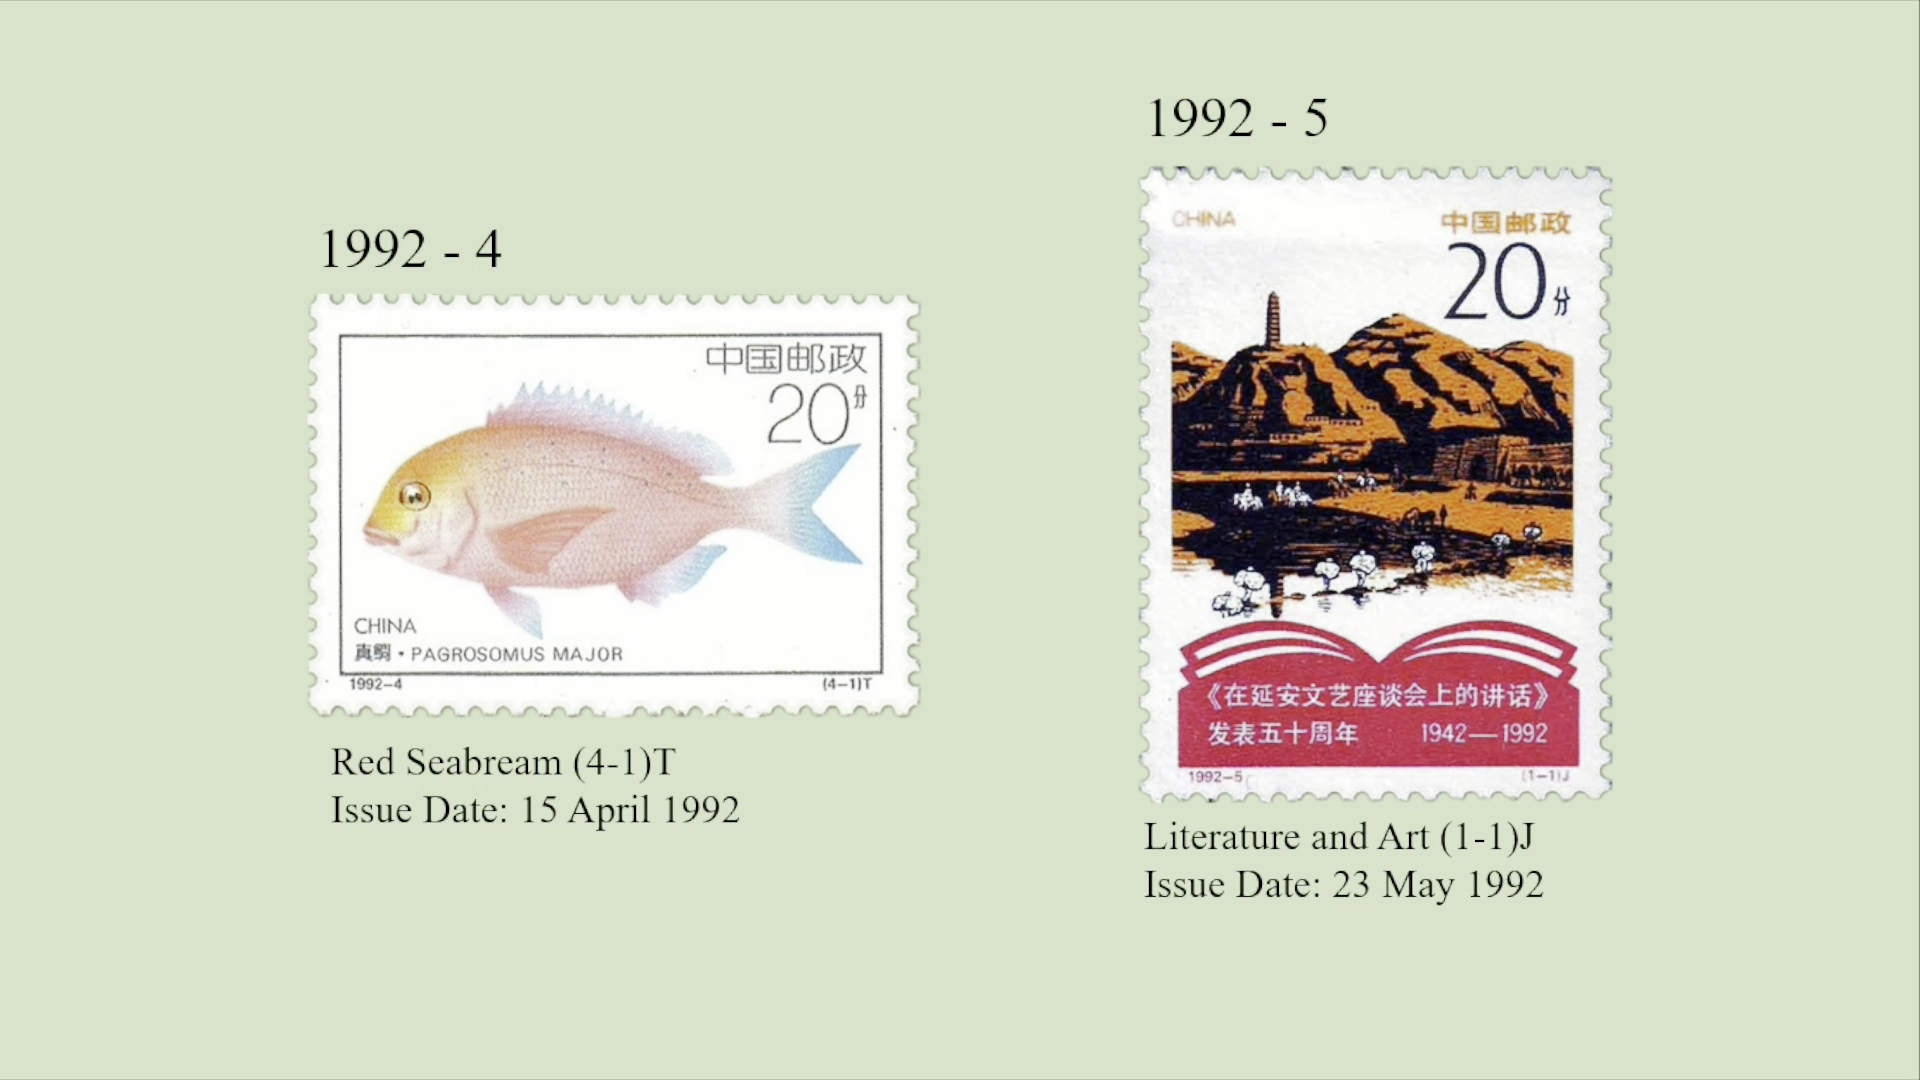 1992 - 4
中国邮政
20分
CHINA
真鲷・PAGROSOMUS MAJOR
1992-4
(4-1)T
Red Seabream (4-1)T
Issue Date: 15 April 1992
1992 - 5
CHINA
中国邮政
20分
《在延安文艺座谈会上的讲话》
发表五十周年 1942—1992
1992-5
(1-1)J
Literature and Art (1-1)J
Issue Date: 23 May 1992